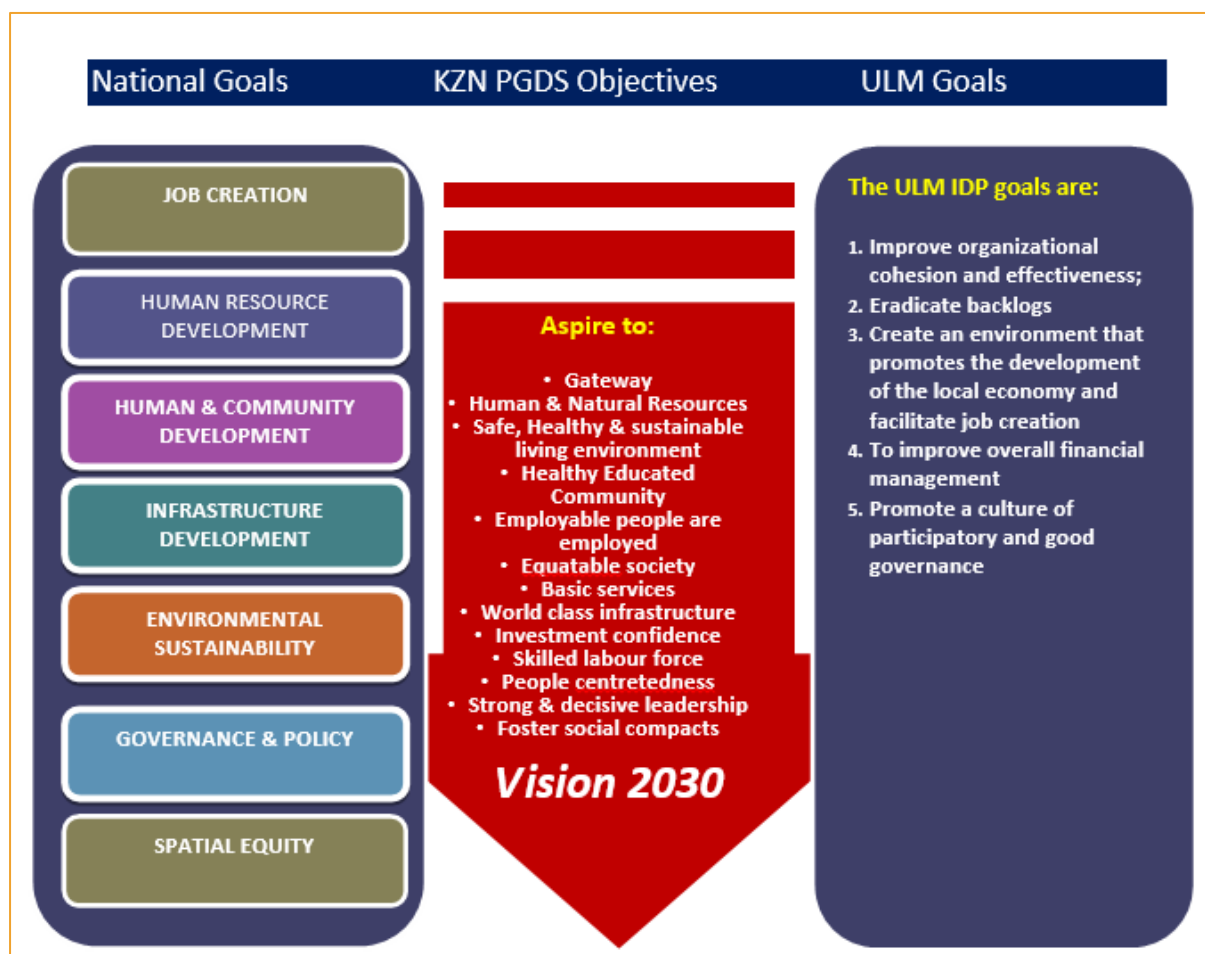 National Goals
KZN PGDS Objectives
ULM Goals
JOB CREATION
HUMAN RESOURCE
DEVELOPMENT
HUMAN & COMMUNITY
DEVELOPMENT
INFRASTRUCTURE
DEVELOPMENT
ENVIRONMENTAL
SUSTAINABILITY
GOVERNANCE & POLICY
SPATIAL EQUITY
Aspire to:
• Gateway
• Human & Natural Resources
• Safe, Healthy & sustainable
living environment
• Healthy Educated
Community
• Employable people are
employed
• Equatable society
• Basic services
• World class infrastructure
• Investment confidence
• Skilled labour force
• People centretedness
• Strong & decisive leadership
• Foster social compacts
Vision 2030
The ULM IDP goals are:
1. Improve organizational
cohesion and effectiveness;
2. Eradicate backlogs
3. Create an environment that
promotes the development
of the local economy and
facilitate job creation
4. To improve overall financial
management
5. Promote a culture of
participatory and good
governance